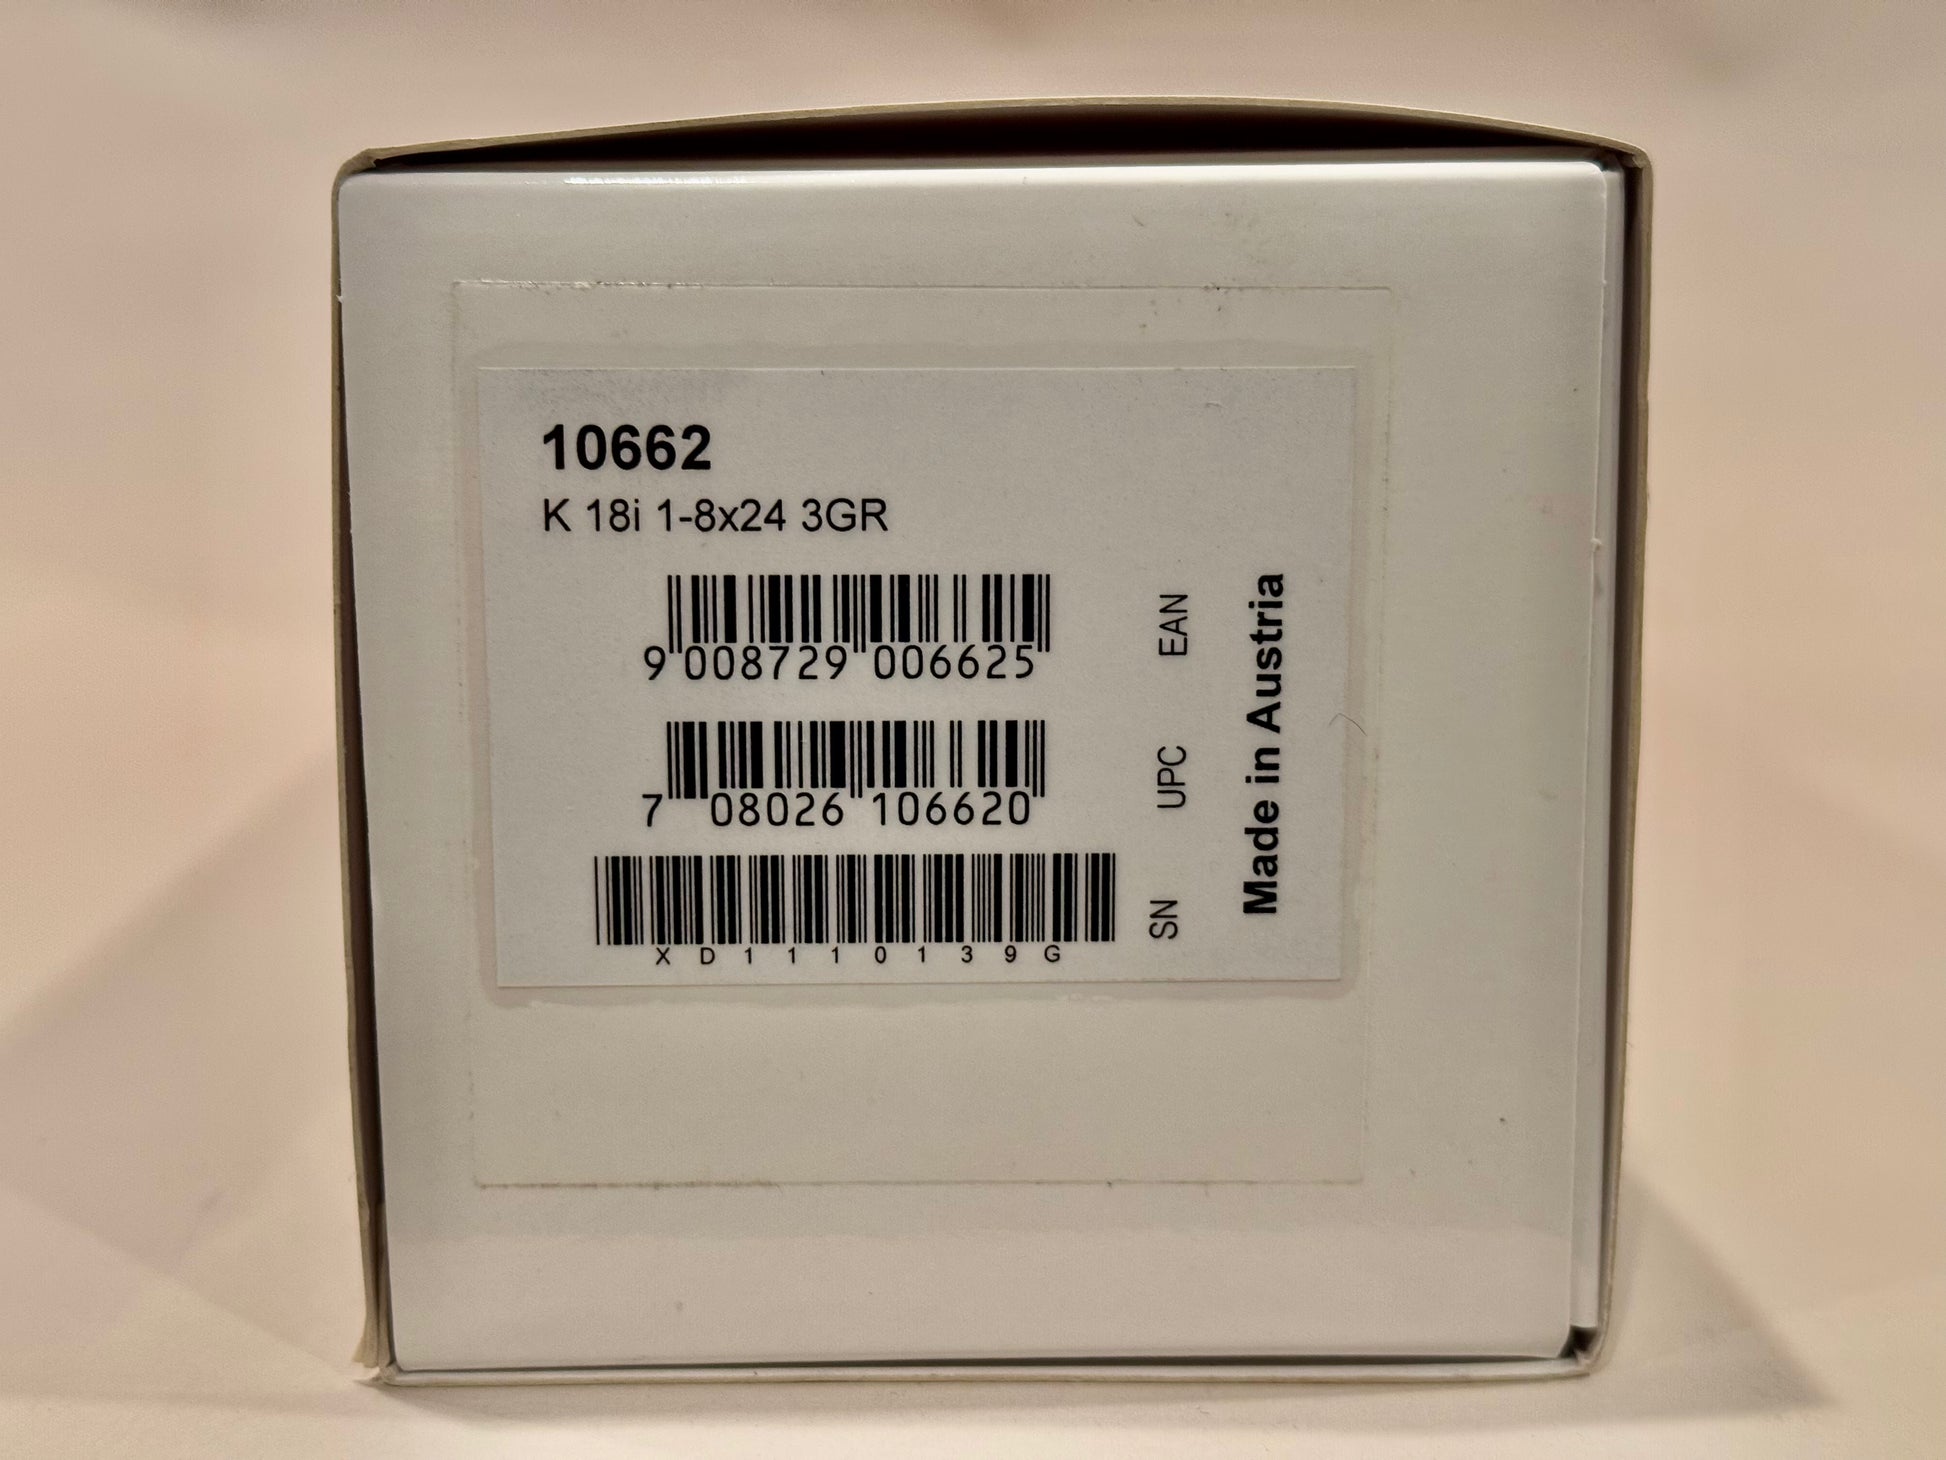 10662
K 18i 1-8x24 3GR
9 008729 006625
EAN
7 08026 106620
UPC
XD1110139G
SN
Made in Austria